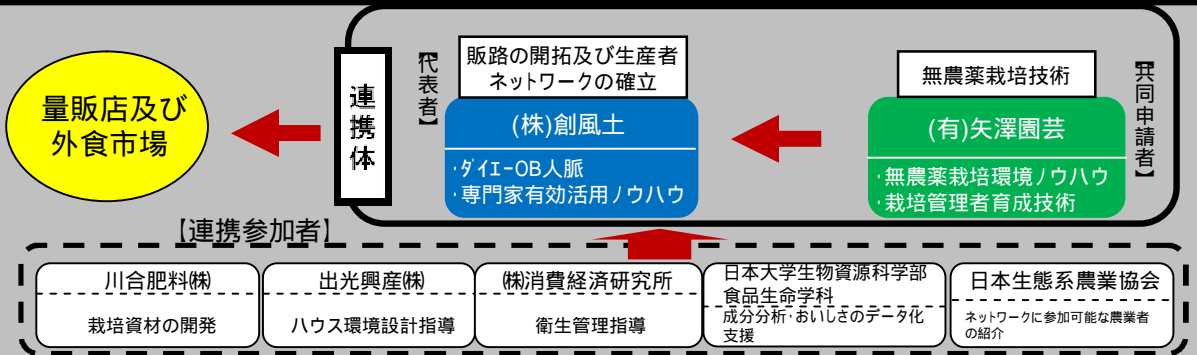 量販店及び
外食市場
連携体
【代表者】
販路の開拓及び生産者
ネットワークの確立
(株)創風土
・ダイエーOB人脈
・専門家有効活用ノウハウ
無農薬栽培技術
(有)矢澤園芸
・無農薬栽培環境ノウハウ
・栽培管理者育成技術
【共同申請者】
【連携参加者】
川合肥料㈱
栽培資材の開発
出光興産㈱
ハウス環境設計指導
㈱消費経済研究所
衛生管理指導
日本大学生物資源科学部
食品生命学科
成分分析・おいしさのデータ化
支援
日本生態系農業協会
ネットワークに参加可能な農業者
の紹介